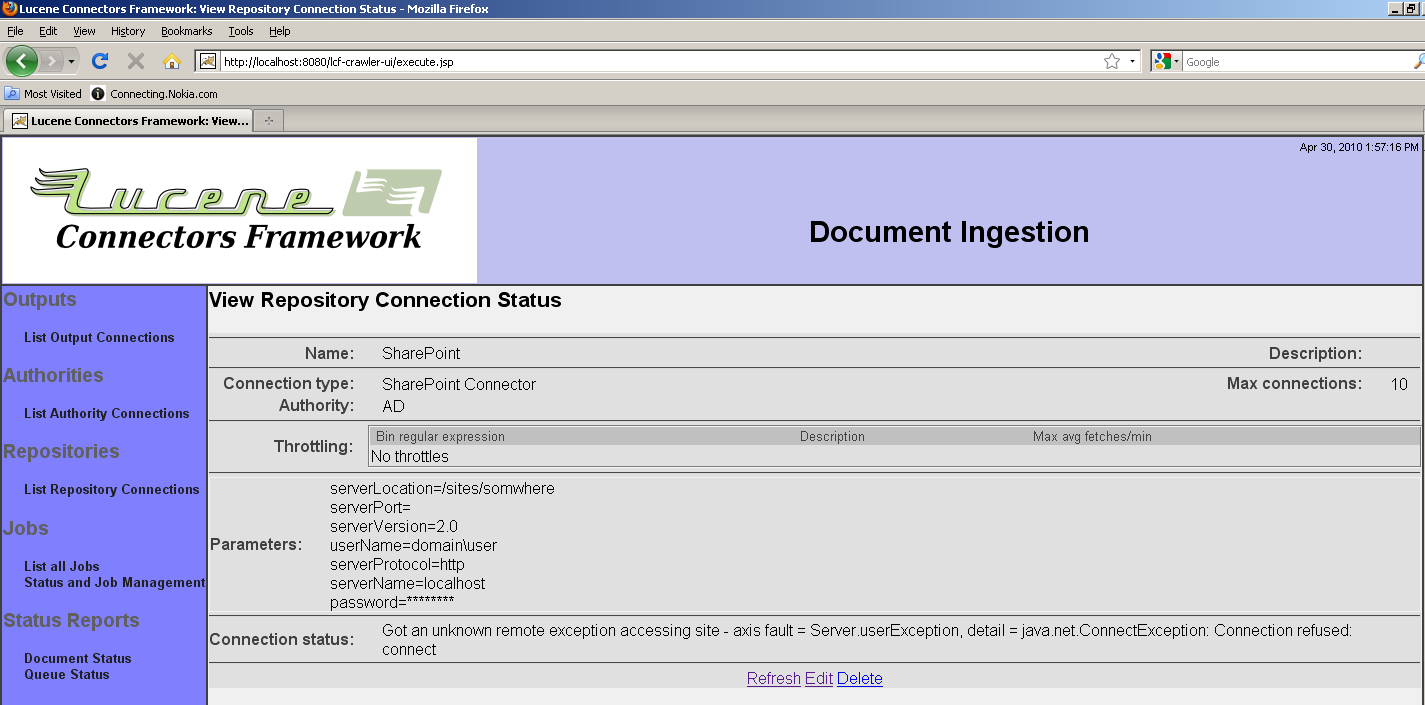 Lucene Connectors Framework: View Repository Connection Status - Mozilla Firefox
File Edit View History Bookmarks Tools Help
http://localhost:8080/lcf-crawler-ui/execute.jsp
Google
Most Visited Connecting.Nokia.com
Lucene Connectors Framework: View...
Apr 30, 2010 1:57:16 PM
Lucene
Connectors Framework
Document Ingestion
Outputs
List Output Connections
Authorities
List Authority Connections
Repositories
List Repository Connections
Jobs
List all Jobs
Status and Job Management
Status Reports
Document Status
Queue Status
View Repository Connection Status
Name: SharePoint Description:
Connection type: SharePoint Connector Max connections: 10
Authority: AD
Throttling:
Bin regular expression Description Max avg fetches/min
No throttles
Parameters:
serverLocation=/sites/somwhere
serverPort=
serverVersion=2.0
userName=domain\user
serverProtocol=http
serverName=localhost
password=********
Connection status: Got an unknown remote exception accessing site - axis fault = Server.userException, detail = java.net.ConnectException: Connection refused:
connect
Refresh Edit Delete